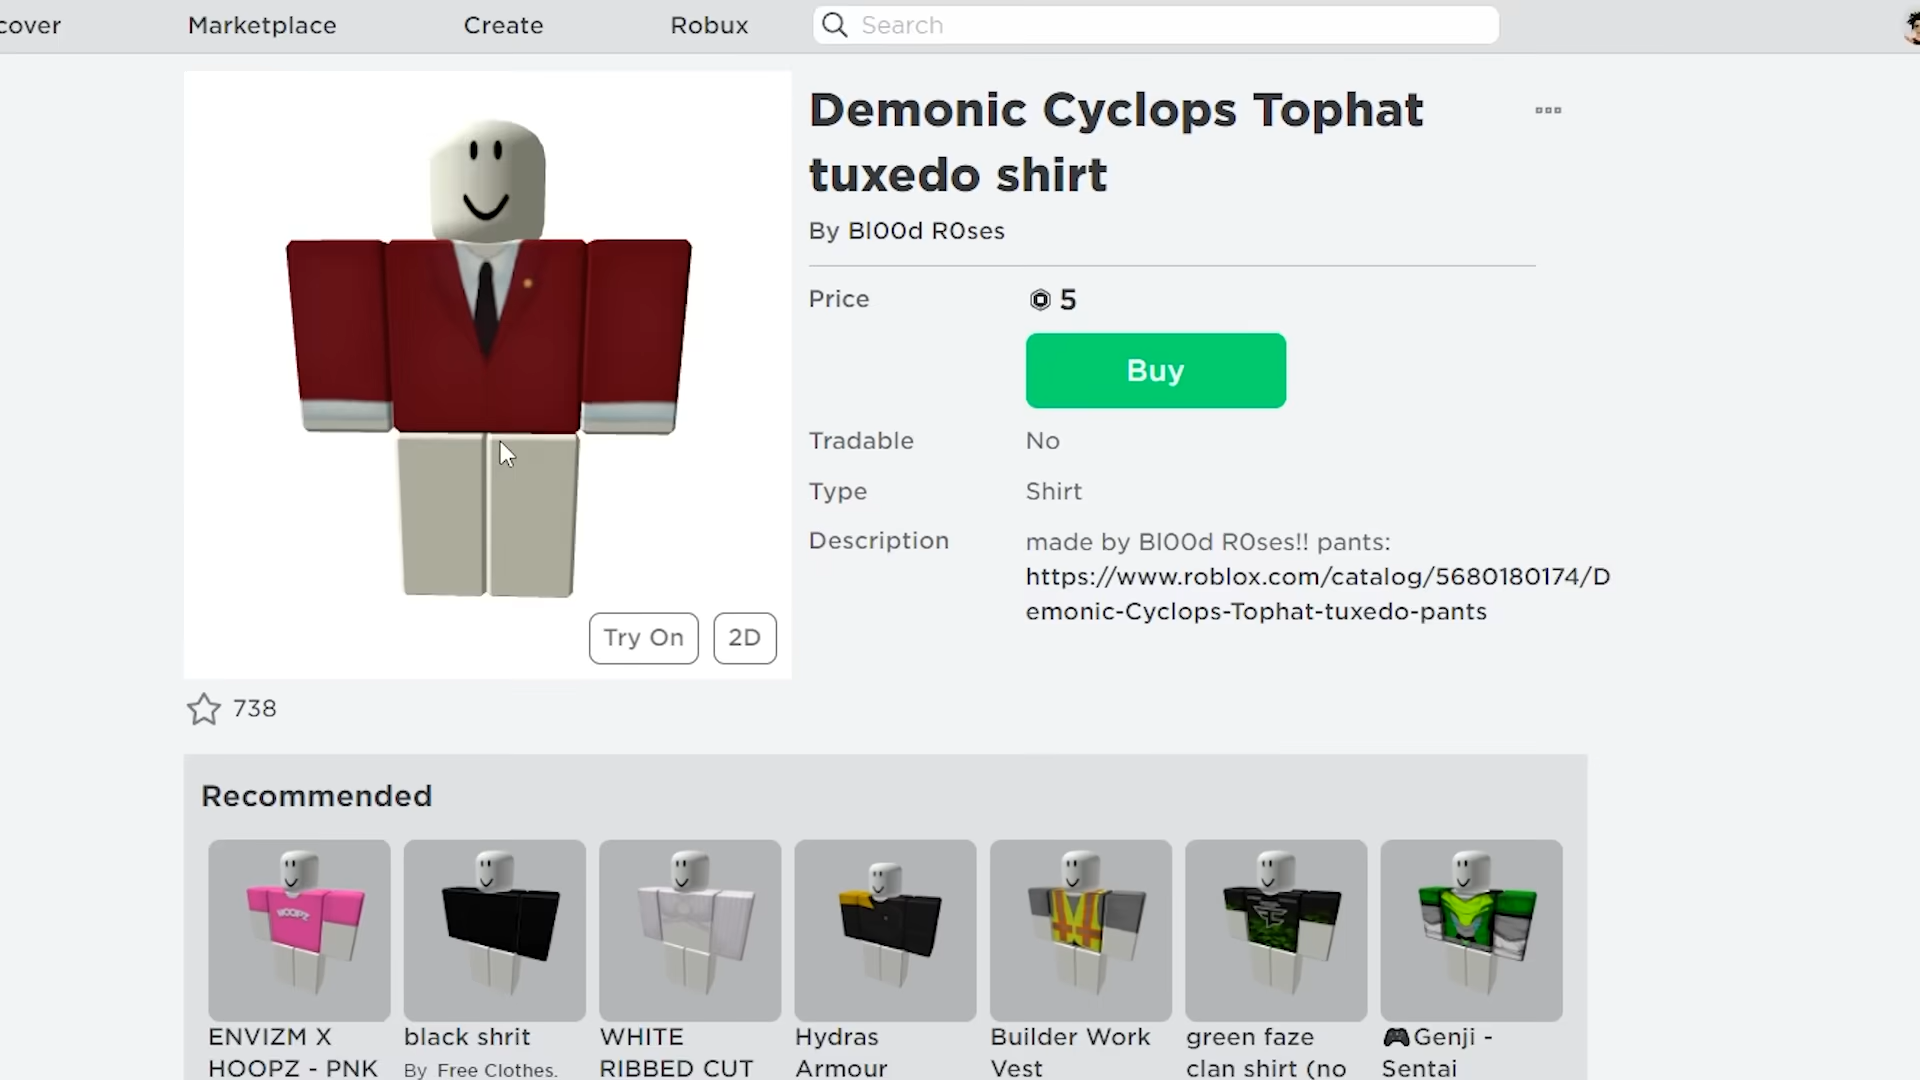 cover
Marketplace
Create
Robux
Search
Demonic Cyclops Tophat
tuxedo shirt
By Bl00d R0ses
Price
5
Buy
Tradable
No
Type
Shirt
Description
made by Bl00d R0ses!! pants:
https://www.roblox.com/catalog/5680180174/D
emonic-Cyclops-Tophat-tuxedo-pants
Try On
2D
738
Recommended
HOOPZ
ENVIZM X
HOOPZ - PNK
black shrit
By Free Clothes.
WHITE
RIBBED CUT
Hydras
Armour
Builder Work
Vest
green faze
clan shirt (no
🎮Genji -
Sentai